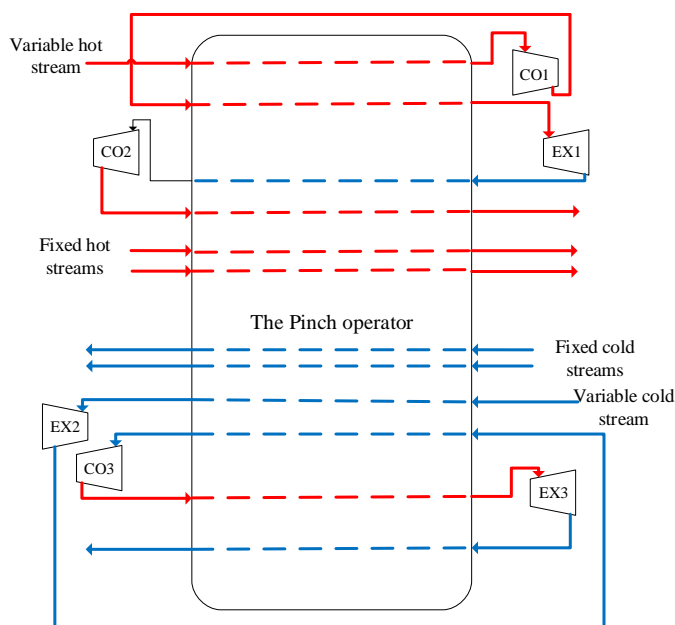 Variable hot
stream
CO1
CO2
EX1
Fixed hot
streams
The Pinch operator
Fixed cold
streams
Variable cold
stream
EX2
CO3
EX3